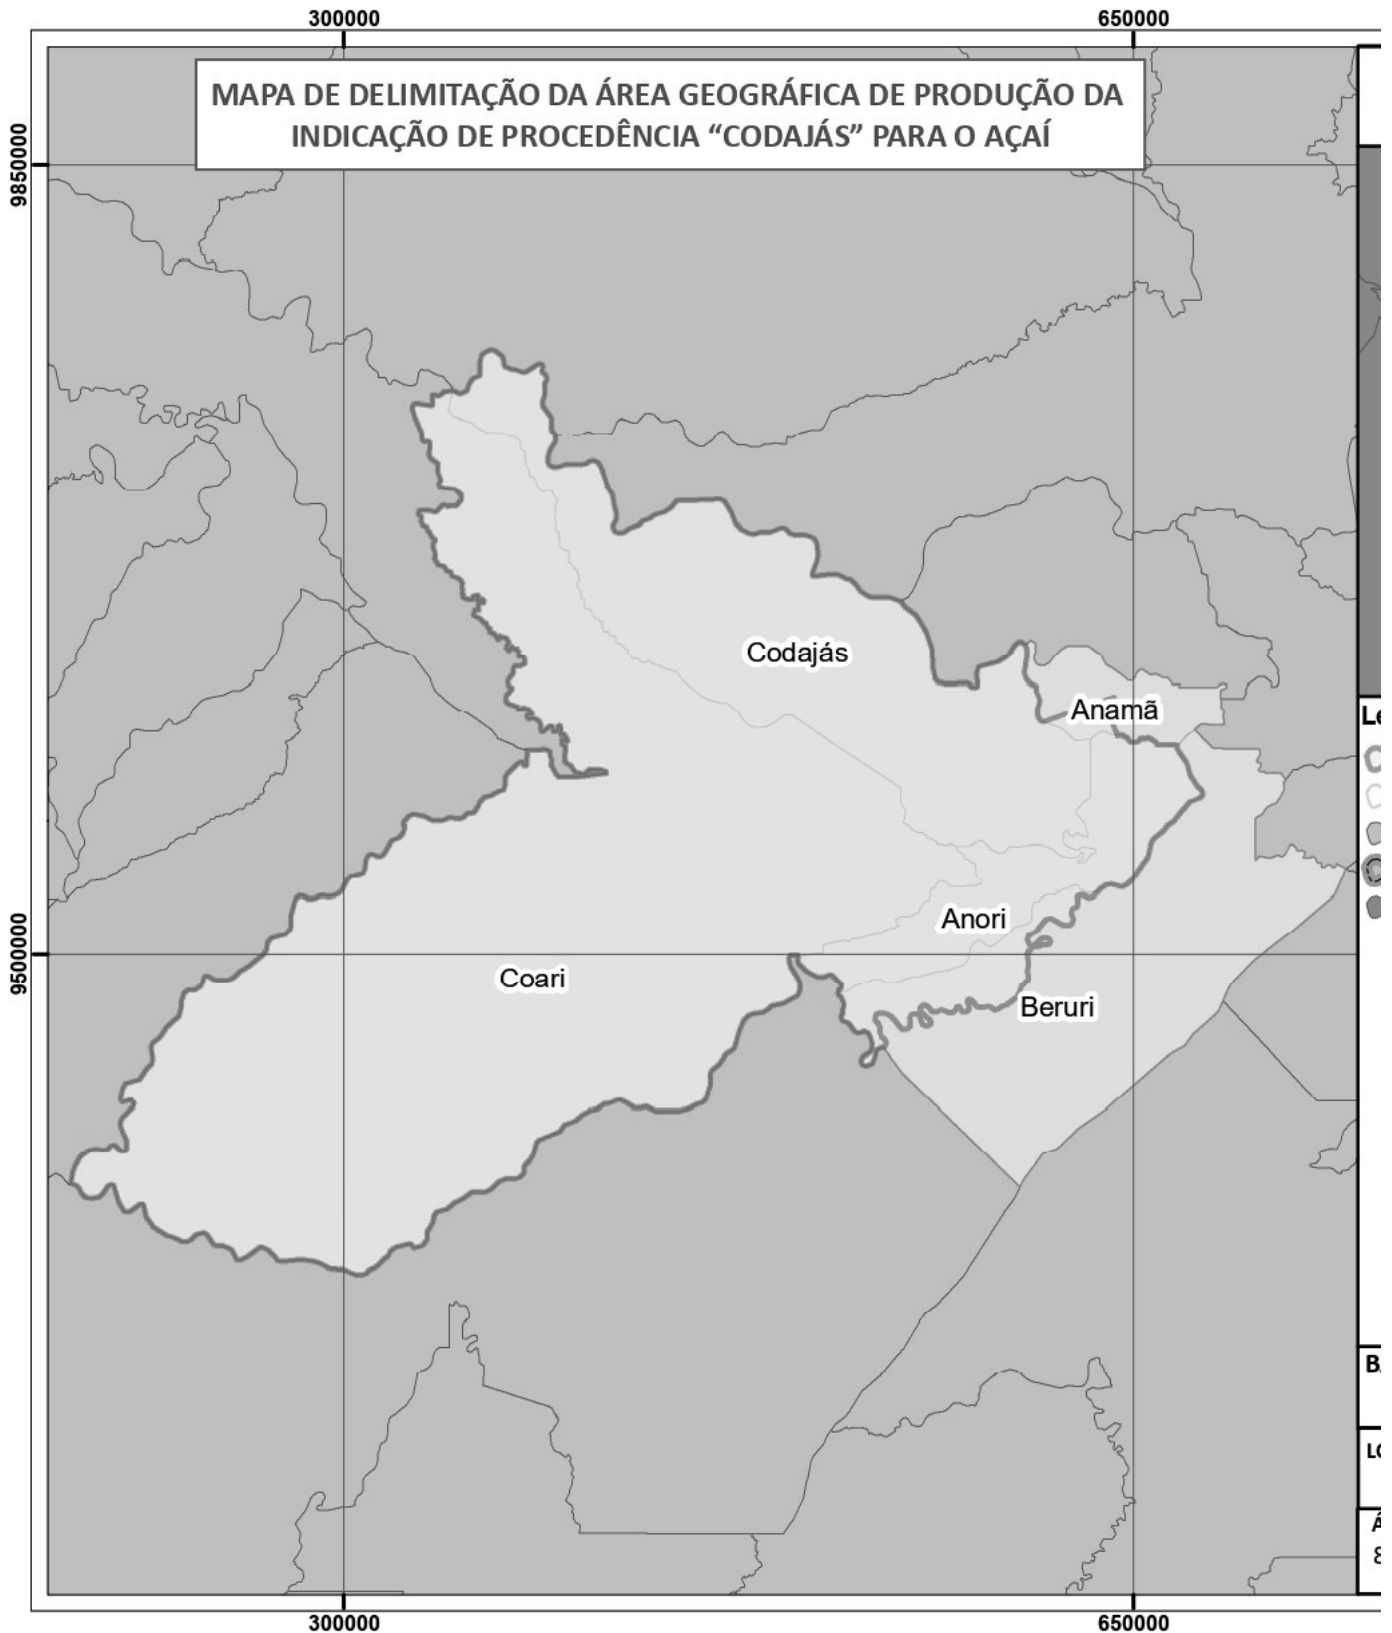 300000 650000
MAPA DE DELIMITAÇÃO DA ÁREA GEOGRÁFICA DE PRODUÇÃO DA
INDICAÇÃO DE PROCEDÊNCIA “CODAJÁS” PARA O AÇAÍ
9850000
Codajás
Anamã
Anori
9500000
Coari
Beruri
300000 650000